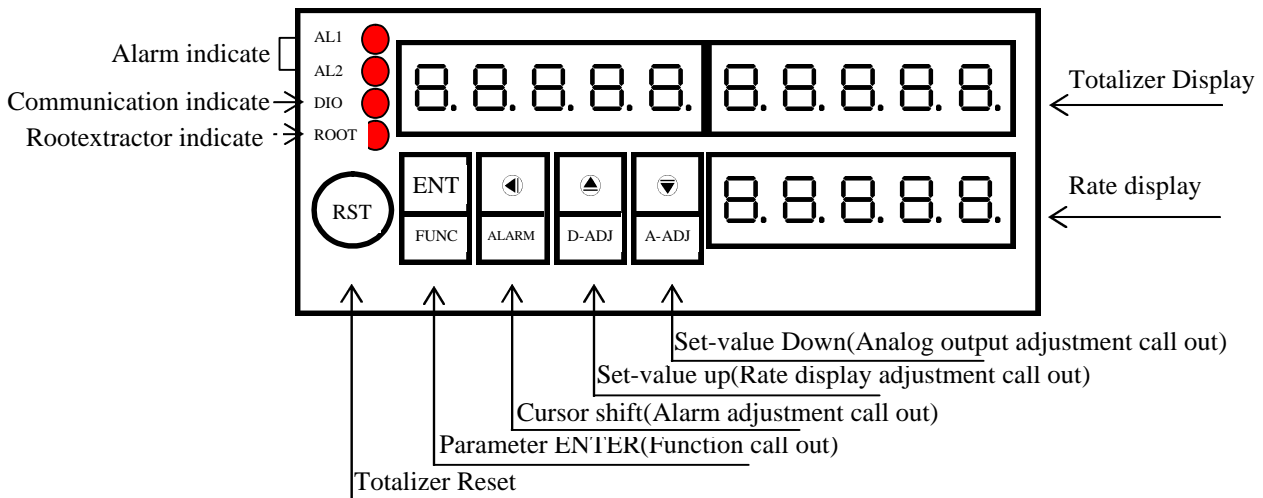 Alarm indicate
AL1
AL2
Communication indicate
DIO
Rootextractor indicate
ROOT
8.8.8.8.8. 8.8.8.8.8.
Totalizer Display
RST
ENT
FUNC
ALARM
D-ADJ
A-ADJ
8.8.8.8.8.
Rate display
Set-value Down(Analog output adjustment call out)
Set-value up(Rate display adjustment call out)
Cursor shift(Alarm adjustment call out)
Parameter ENTER(Function call out)
Totalizer Reset